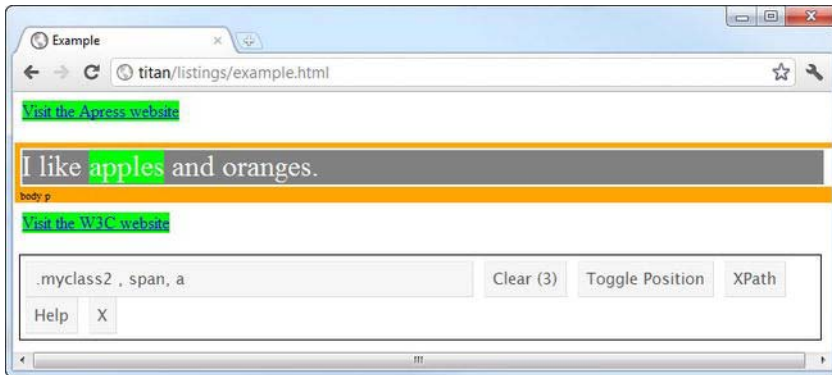 Example
titan/listings/example.html
Visit the Apress website
I like apples and oranges.
body p
Visit the W3C website
.myclass2 , span, a Clear (3) Toggle Position XPath
Help X